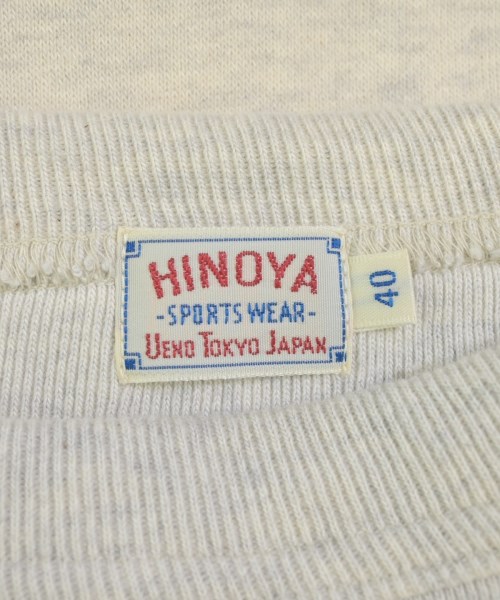 HINOYA
-SPORTS WEAR-
UENO TOKYO JAPAN
40